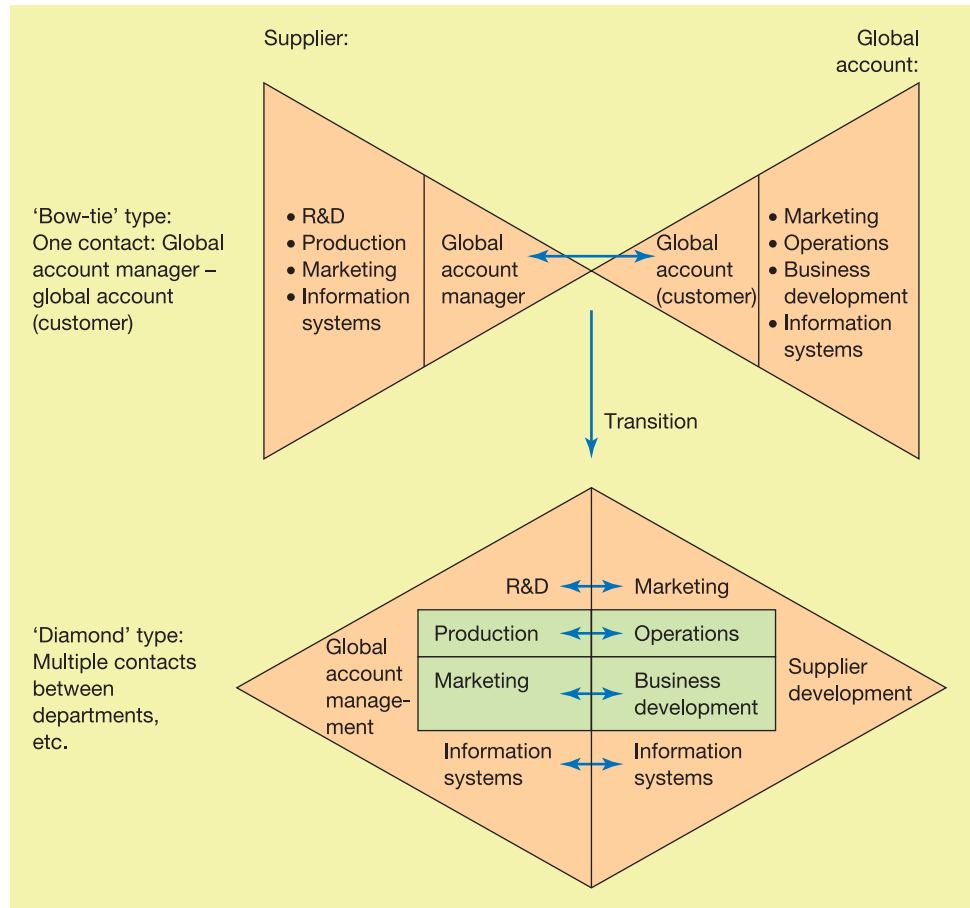 Supplier:
Global
account:
‘Bow-tie’ type:
One contact: Global
account manager –
global account
(customer)
• R&D
• Production
• Marketing
• Information
systems
Global
account
manager
Global
account
(customer)
• Marketing
• Operations
• Business
development
• Information
systems
Transition
‘Diamond’ type:
Multiple contacts
between
departments,
etc.
Global
account
manage-
ment
R&D
Marketing
Production
Operations
Marketing
Business
development
Information
systems
Information
systems
Supplier
development